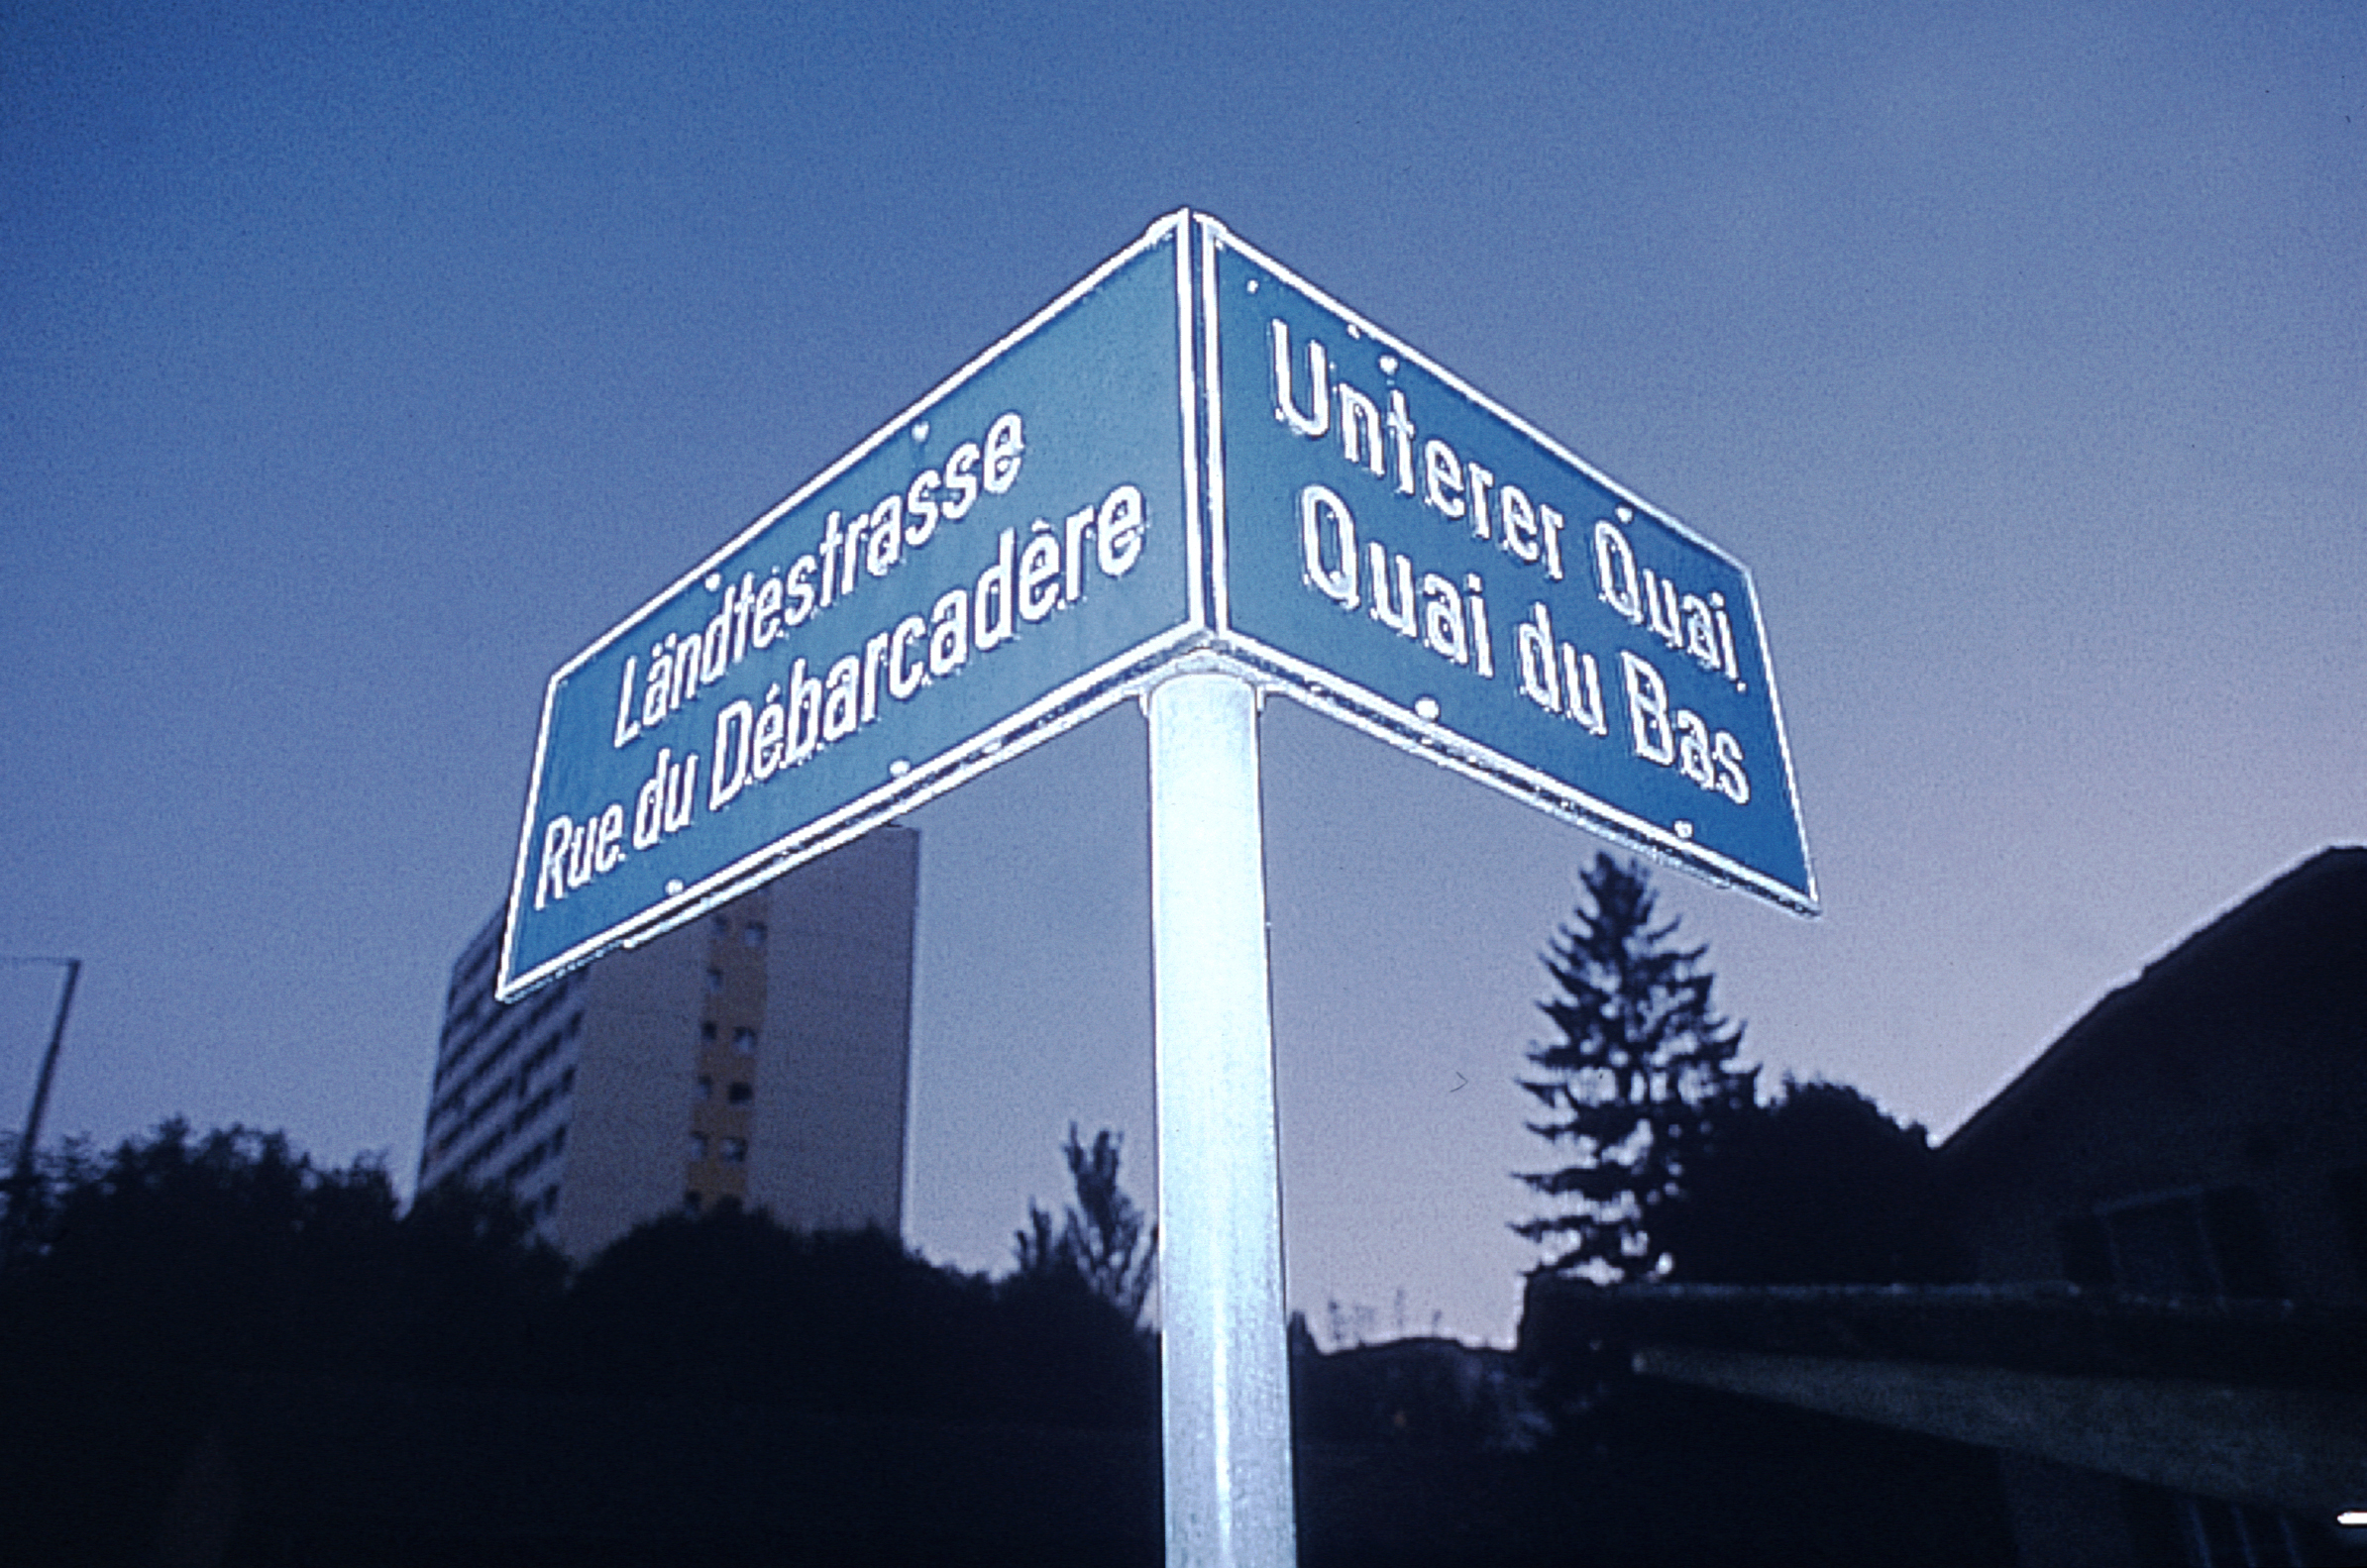 Ländtestrasse
Rue du Débarcadère
Unterer Quai
Quai du Bas